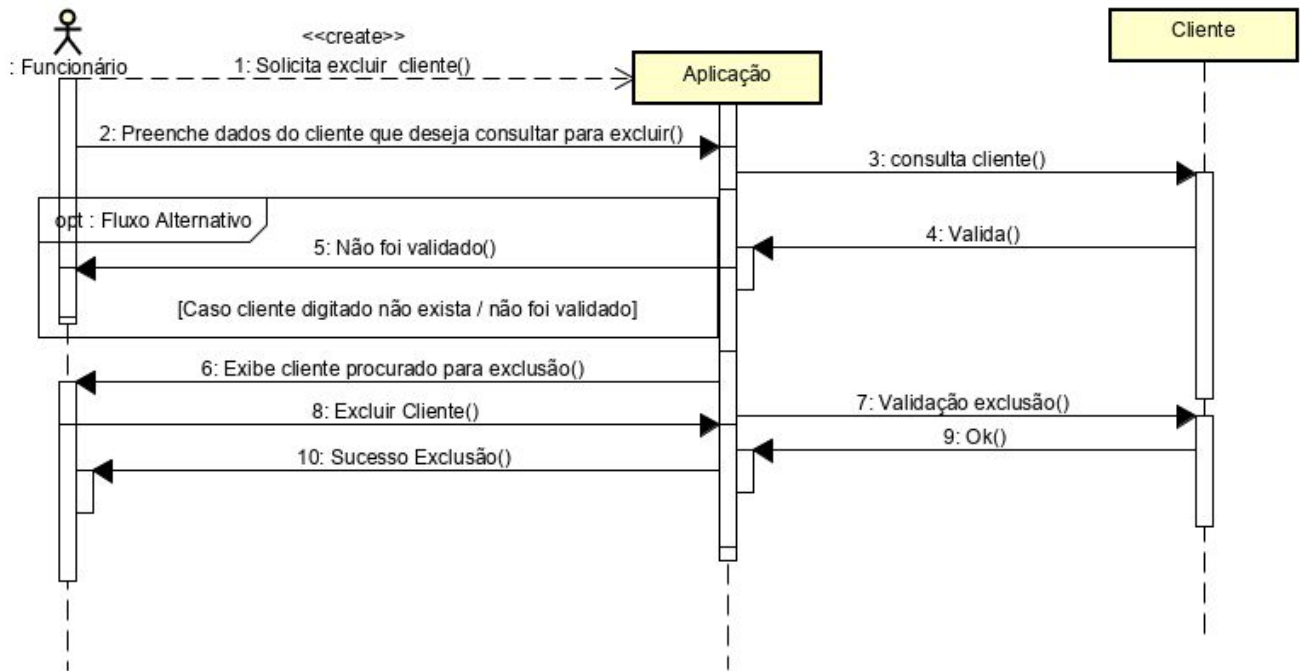 Cliente
<<create>>
: Funcionário
1: Solicita excluir cliente()
Aplicação
2: Preenche dados do cliente que deseja consultar para excluir()
3: consulta cliente()
opt : Fluxo Alternativo
4: Valida()
5: Não foi validado()
[Caso cliente digitado não exista / não foi validado]
6: Exibe cliente procurado para exclusão()
7: Validação exclusão()
8: Excluir Cliente()
9: Ok()
10: Sucesso Exclusão()